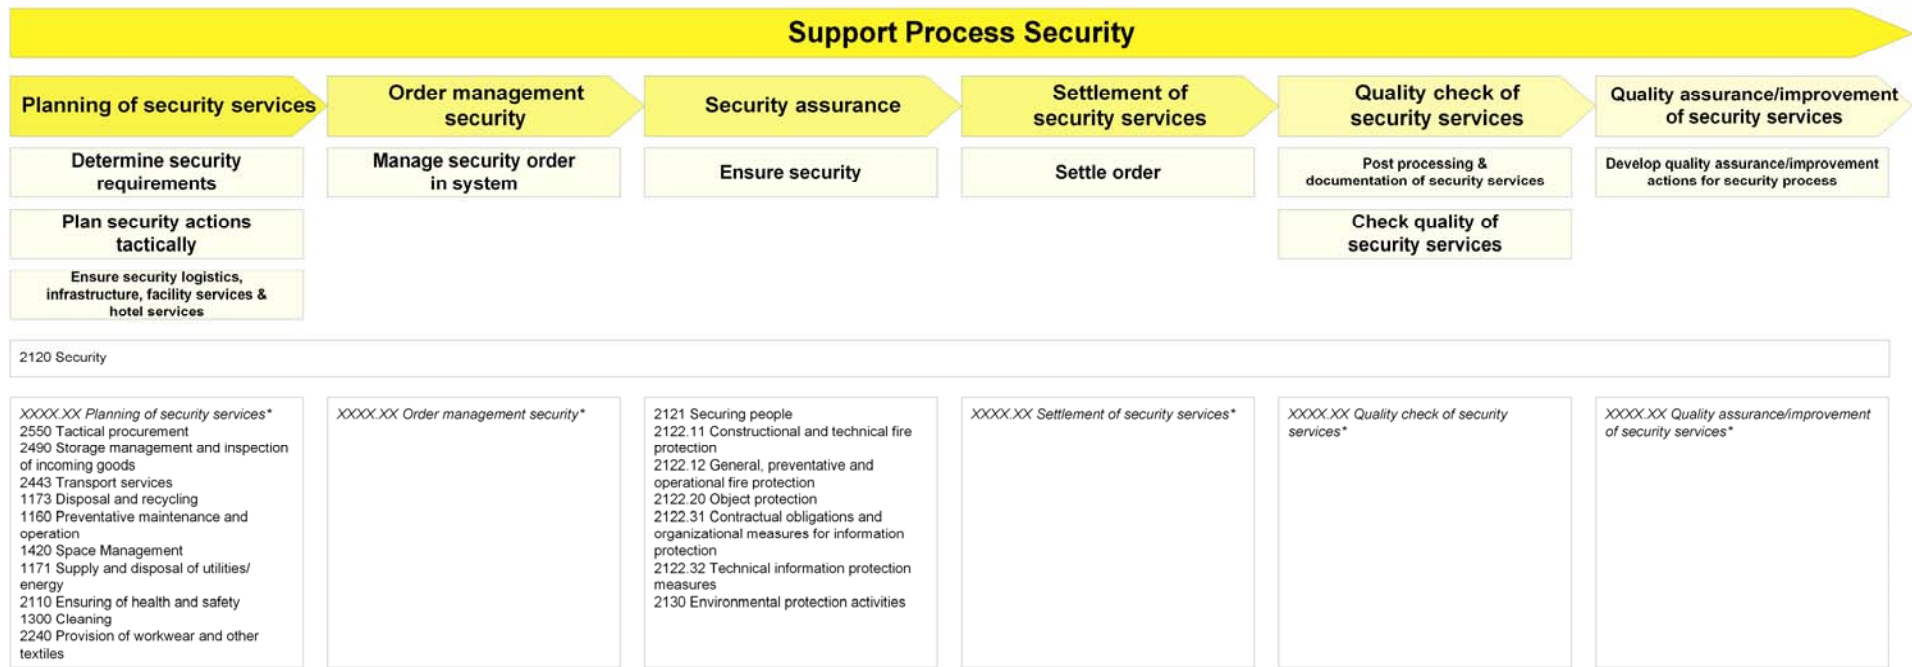 Support Process Security
Planning of security services
Order management
security
Security assurance
Settlement of
security services
Quality check of
security services
Quality assurance/improvement
of security services
Determine security
requirements
Manage security order
in system
Ensure security
Settle order
Post processing &
documentation of security services
Develop quality assurance/improvement
actions for security process
Plan security actions
tactically
Check quality of
security services
Ensure security logistics,
infrastructure, facility services &
hotel services
2120 Security
XXXX.XX Planning of security services*
2550 Tactical procurement
2490 Storage management and inspection
of incoming goods
2443 Transport services
1173 Disposal and recycling
1160 Preventative maintenance and
operation
1420 Space Management
1171 Supply and disposal of utilities/
energy
2110 Ensuring of health and safety
1300 Cleaning
2240 Provision of workwear and other
textiles
XXXX.XX Order management security*
2121 Securing people
2122.11 Constructional and technical fire
protection
2122.12 General, preventative and
operational fire protection
2122.20 Object protection
2122.31 Contractual obligations and
organizational measures for information
protection
2122.32 Technical information protection
measures
2130 Environmental protection activities
XXXX.XX Settlement of security services*
XXXX.XX Quality check of security
services*
XXXX.XX Quality assurance/improvement
of security services*